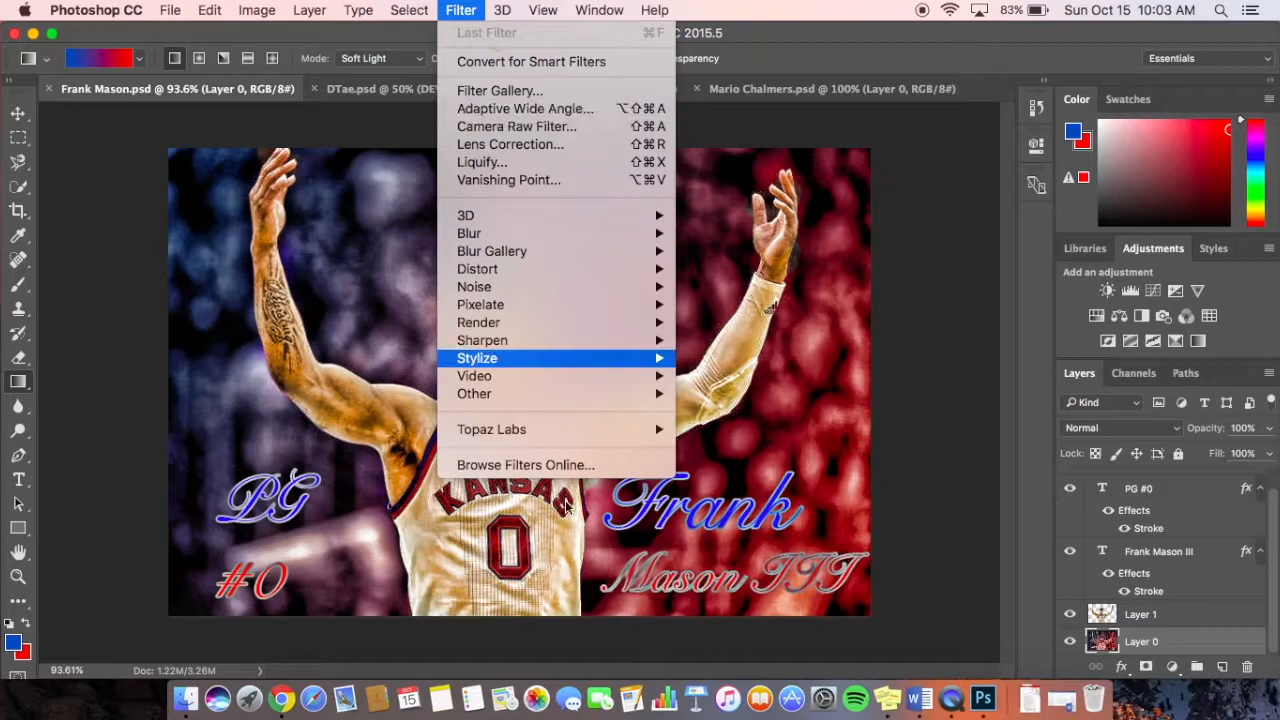 Photoshop CC File Edit Image Layer Type Select Filter 3D View Window Help 83% Sun Oct 15 10:03 AM
CC 2015.5
Mode: Soft Light
Essentials
Frank Mason.psd @ 93.6% (Layer 0, RGB/8#) × DTae.psd @ 50% × Mario Chalmers.psd @ 100% (Layer 0, RGB/8#)
Last Filter ⌘F
Convert for Smart Filters
Filter Gallery...
Adaptive Wide Angle... ⌥⇧⌘A
Camera Raw Filter... ⇧⌘A
Lens Correction... ⇧⌘R
Liquify... ⇧⌘X
Vanishing Point... ⌥⌘V
3D
Blur
Blur Gallery
Distort
Noise
Pixelate
Render
Sharpen
Stylize
Video
Other
Topaz Labs
Browse Filters Online...
PG
#0
KANSAS
0
Frank
Mason III
93.61% Doc: 1.22M/3.26M
Color Swatches
Libraries Adjustments Styles
Add an adjustment
Layers Channels Paths
Kind
Normal Opacity: 100%
Lock: Fill: 100%
T PG #0 fx
Effects
Stroke
T Frank Mason III fx
Effects
Stroke
Layer 1
Layer 0
fx
OCT
15
W
Ps